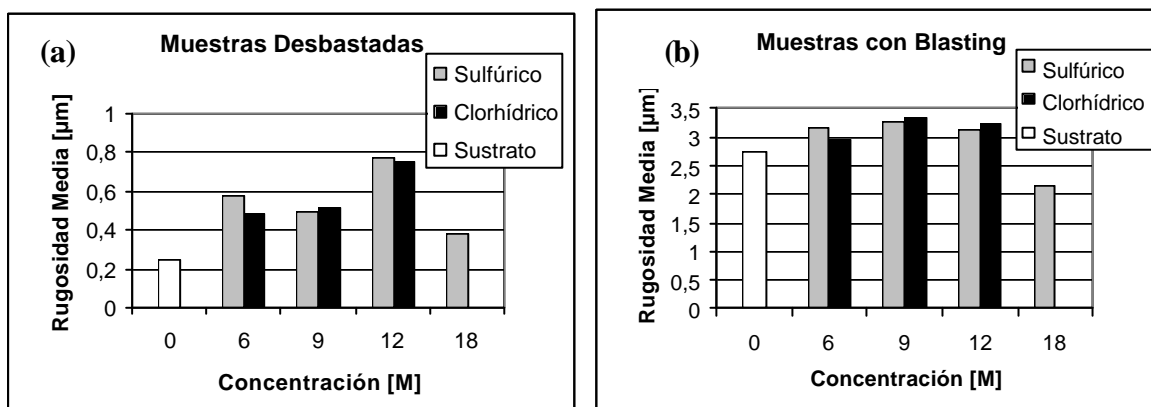 (a)
Muestras Desbastadas
Sulfúrico
Clorhídrico
Sustrato
Rugosidad Media [µm]
1
0,8
0,6
0,4
0,2
0
0 6 9 12 18
Concentración [M]
(b)
Muestras con Blasting
Sulfúrico
Clorhídrico
Sustrato
Rugosidad Media [µm]
3,5
3
2,5
2
1,5
1
0,5
0
0 6 9 12 18
Concentración [M]